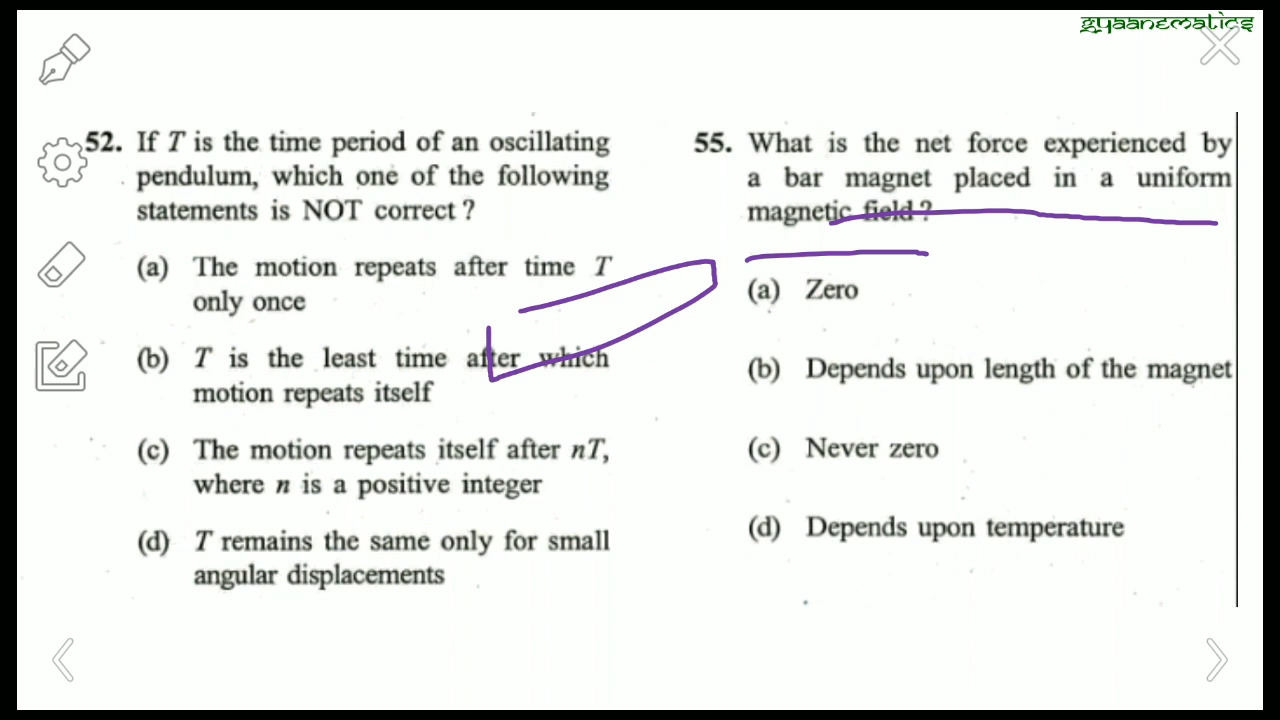 gyaanematics
52. If T is the time period of an oscillating
pendulum, which one of the following
statements is NOT correct ?
(a) The motion repeats after time T
only once
(b) T is the least time after which
motion repeats itself
(c) The motion repeats itself after nT,
where n is a positive integer
(d) T remains the same only for small
angular displacements
55. What is the net force experienced by
a bar magnet placed in a uniform
magnetic field ?
(a) Zero
(b) Depends upon length of the magnet
(c) Never zero
(d) Depends upon temperature